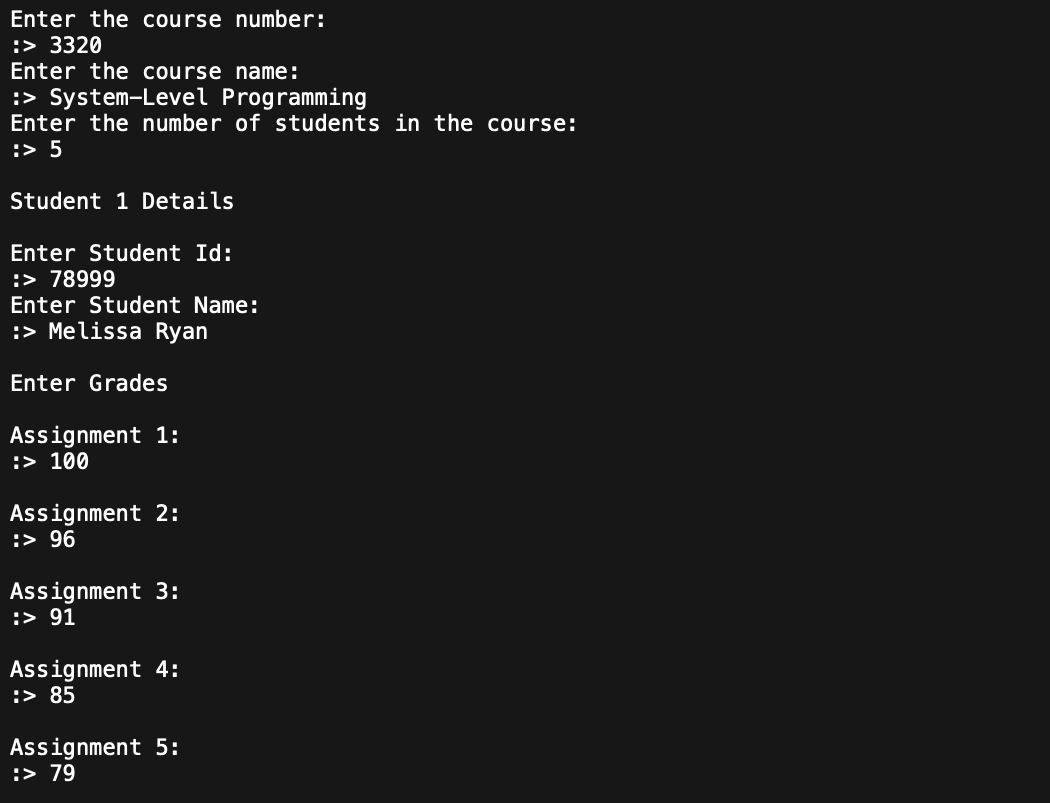 Enter the course number:
:> 3320
Enter the course name:
:> System-Level Programming
Enter the number of students in the course:
:> 5
Student 1 Details
Enter Student Id:
:> 78999
Enter Student Name:
:> Melissa Ryan
Enter Grades
Assignment 1:
:> 100
Assignment 2:
:> 96
Assignment 3:
:> 91
Assignment 4:
:> 85
Assignment 5:
:> 79